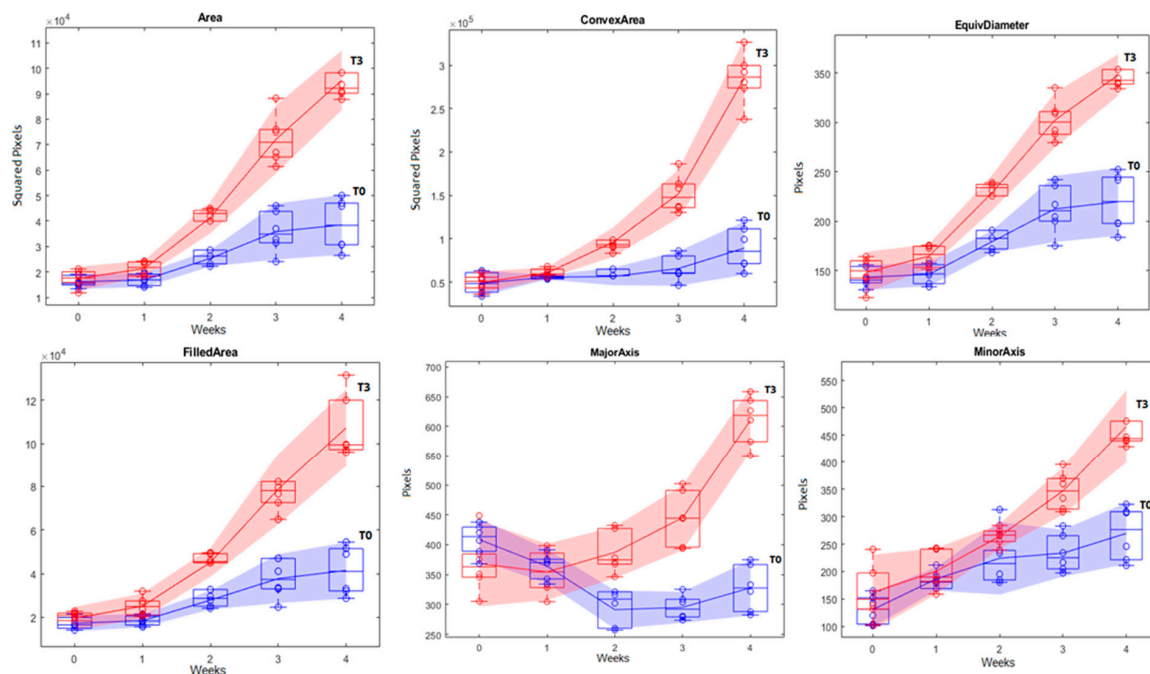 Area
×10⁴
11
10
9
8
7
6
5
4
3
2
1
Squared Pixels
T3
T0
0 1 2 3 4
Weeks
ConvexArea
×10⁵
3
2.5
2
1.5
1
0.5
Squared Pixels
T3
T0
0 1 2 3 4
Weeks
EquivDiameter
350
300
250
200
150
Pixels
T3
T0
0 1 2 3 4
Weeks
FilledArea
×10⁴
12
10
8
6
4
2
T3
T0
0 1 2 3 4
Weeks
MajorAxis
700
650
600
550
500
450
400
350
300
250
Pixels
T3
T0
0 1 2 3 4
Weeks
MinorAxis
550
500
450
400
350
300
250
200
150
100
Pixels
T3
T0
0 1 2 3 4
Weeks